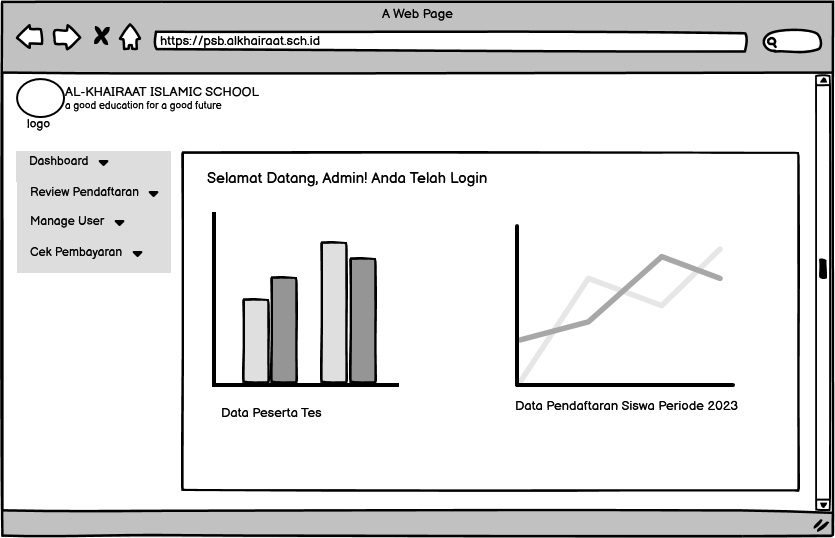 A Web Page
https://psb.alkhairaat.sch.id
AL-KHAIRAAT ISLAMIC SCHOOL
a good education for a good future
logo
Dashboard
Review Pendaftaran
Manage User
Cek Pembayaran
Selamat Datang, Admin! Anda Telah Login
Data Peserta Tes
Data Pendaftaran Siswa Periode 2023